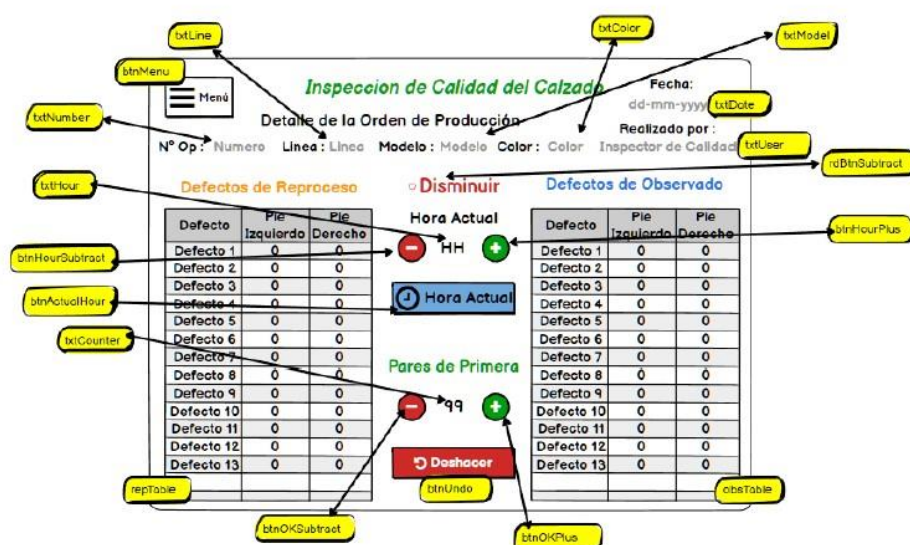 txtLine
txtColor
txtModel
btnMenu
Menú
Inspeccion de Calidad del Calzado
Fecha:
dd-mm-yyyy
txtDate
txtNumber
Detalle de la Orden de Producción
Realizado por :
N° Op : Numero Linea : Linea Modelo : Modelo Color : Color Inspector de Calidad
txtUser
rdBtnSubtract
txtHour
Defectos de Reproceso
Disminuir
Defectos de Observado
Hora Actual
HH
btnHourPlus
btnHourSubtract
btnActualHour
Hora Actual
txtCounter
Pares de Primera
99
Deshacer
btnUndo
Defecto Pie Izquierdo Pie Derecho
Defecto 1 0 0
Defecto 2 0 0
Defecto 3 0 0
Defecto 4 0 0
Defecto 5 0 0
Defecto 6 0 0
Defecto 7 0 0
Defecto 8 0 0
Defecto 9 0 0
Defecto 10 0 0
Defecto 11 0 0
Defecto 12 0 0
Defecto 13 0 0
repTable
Defecto Pie Izquierdo Pie Derecho
Defecto 1 0 0
Defecto 2 0 0
Defecto 3 0 0
Defecto 4 0 0
Defecto 5 0 0
Defecto 6 0 0
Defecto 7 0 0
Defecto 8 0 0
Defecto 9 0 0
Defecto 10 0 0
Defecto 11 0 0
Defecto 12 0 0
Defecto 13 0 0
obsTable
btnOKSubtract
btnOKPlus